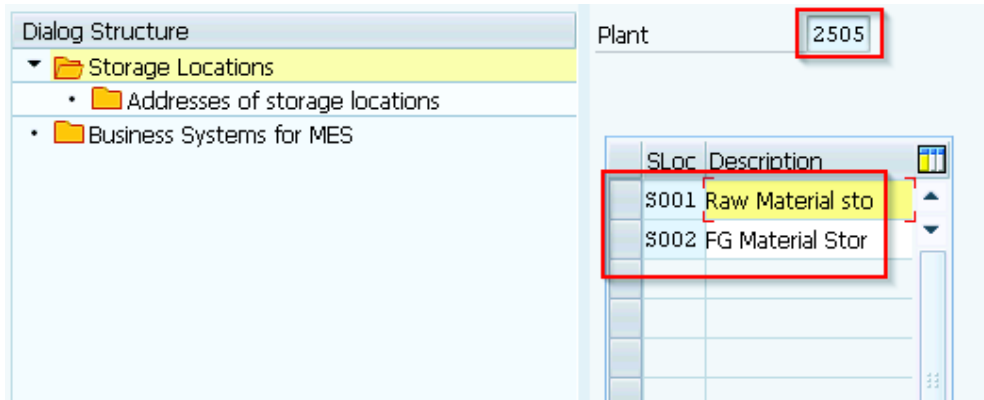 Dialog Structure
Storage Locations
Addresses of storage locations
Business Systems for MES
Plant 2505
SLoc Description
S001 Raw Material sto
S002 FG Material Stor